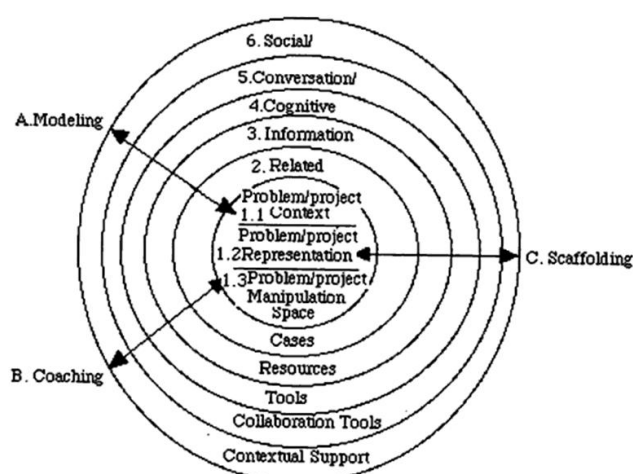 6. Social/
5.Conversation/
4.Cognitive
3. Information
2. Related
A.Modeling
Problem/project
1.1 Context
Problem/project
1.2Representation
1.3Problem/project
Manipulation
Space
C. Scaffolding
B. Coaching
Cases
Resources
Tools
Collaboration Tools
Contextual Support